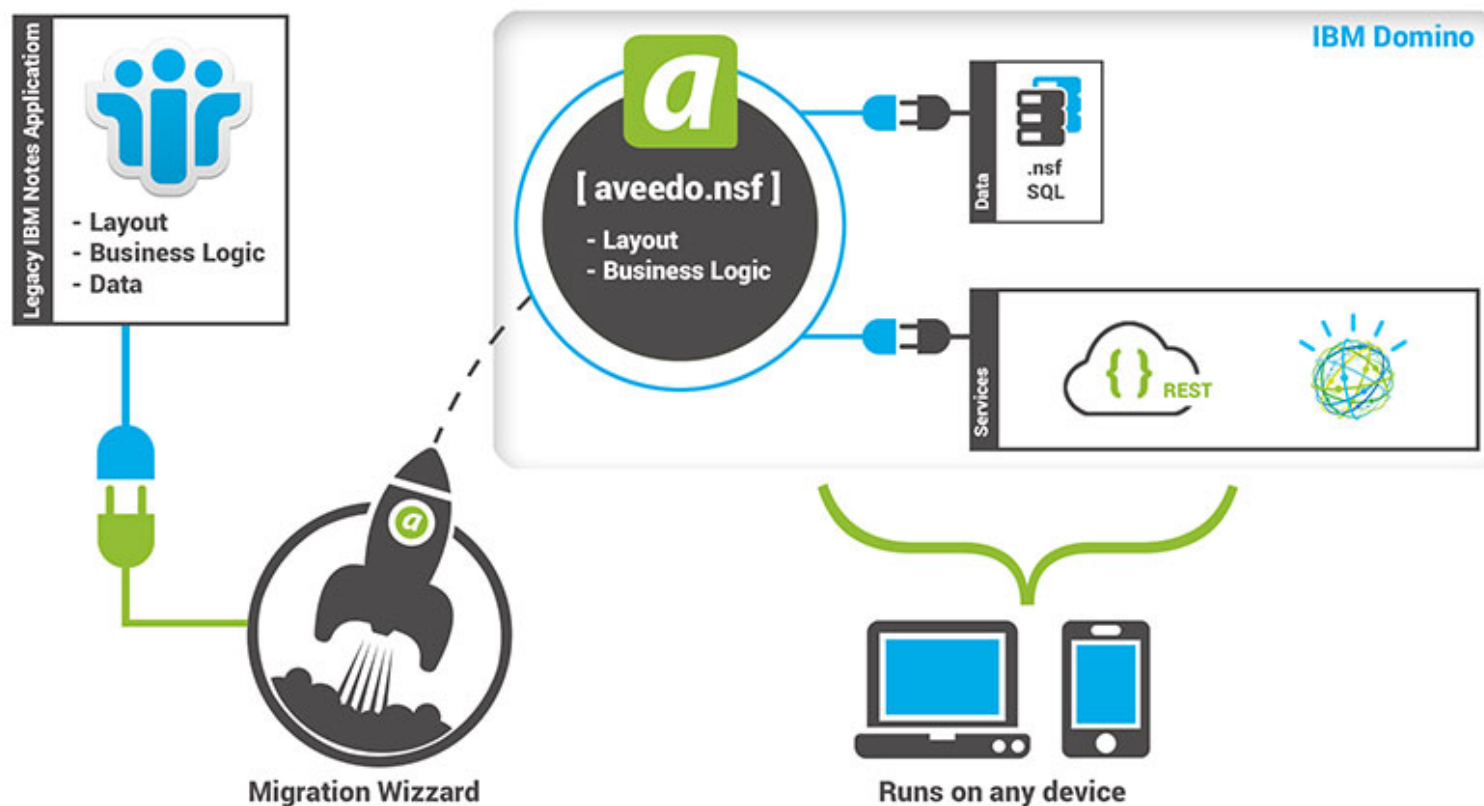 Legacy IBM Notes Applicatiom
- Layout
- Business Logic
- Data
IBM Domino
a
[ aveedo.nsf ]
- Layout
- Business Logic
Data
.nsf
SQL
Services
{ } REST
a
Migration Wizzard
Runs on any device